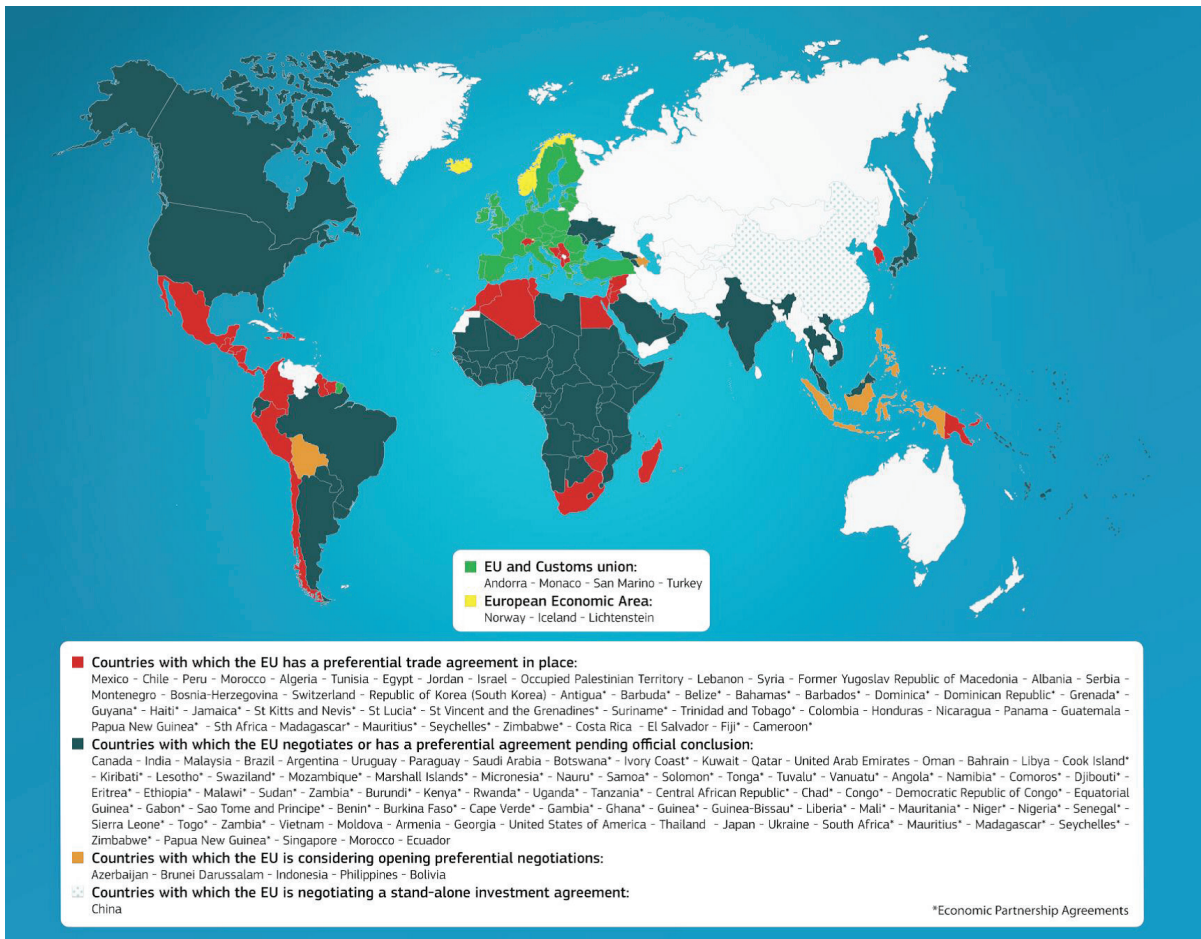 EU and Customs union:
Andorra - Monaco - San Marino - Turkey
European Economic Area:
Norway - Iceland - Lichtenstein
Countries with which the EU has a preferential trade agreement in place:
Mexico - Chile - Peru - Morocco - Algeria - Tunisia - Egypt - Jordan - Israel - Occupied Palestinian Territory - Lebanon - Syria - Former Yugoslav Republic of Macedonia - Albania - Serbia -
Montenegro - Bosnia-Herzegovina - Switzerland - Republic of Korea (South Korea) - Antigua* - Barbuda* - Belize* - Bahamas* - Barbados* - Dominica* - Dominican Republic* - Grenada* -
Guyana* - Haiti* - Jamaica* - St Kitts and Nevis* - St Lucia* - St Vincent and the Grenadines* - Suriname* - Trinidad and Tobago* - Colombia - Honduras - Nicaragua - Panama - Guatemala -
Papua New Guinea* - Sth Africa - Madagascar* - Mauritius* - Seychelles* - Zimbabwe* - Costa Rica - El Salvador - Fiji* - Cameroon*
Countries with which the EU negotiates or has a preferential agreement pending official conclusion:
Canada - India - Malaysia - Brazil - Argentina - Uruguay - Paraguay - Saudi Arabia - Botswana* - Ivory Coast* - Kuwait - Qatar - United Arab Emirates - Oman - Bahrain - Libya - Cook Island*
- Kiribati* - Lesotho* - Swaziland* - Mozambique* - Marshall Islands* - Micronesia* - Nauru* - Samoa* - Solomon* - Tonga* - Tuvalu* - Vanuatu* - Angola* - Namibia* - Comoros* - Djibouti* -
Eritrea* - Ethiopia* - Malawi* - Sudan* - Zambia* - Burundi* - Kenya* - Rwanda* - Uganda* - Tanzania* - Central African Republic* - Chad* - Congo* - Democratic Republic of Congo* - Equatorial
Guinea* - Gabon* - Sao Tome and Principe* - Benin* - Burkina Faso* - Cape Verde* - Gambia* - Ghana* - Guinea* - Guinea-Bissau* - Liberia* - Mali* - Mauritania* - Niger* - Nigeria* - Senegal* -
Sierra Leone* - Togo* - Zambia* - Vietnam - Moldova - Armenia - Georgia - United States of America - Thailand - Japan - Ukraine - South Africa* - Mauritius* - Madagascar* - Seychelles* -
Zimbabwe* - Papua New Guinea* - Singapore - Morocco - Ecuador
Countries with which the EU is considering opening preferential negotiations:
Azerbaijan - Brunei Darussalam - Indonesia - Philippines - Bolivia
Countries with which the EU is negotiating a stand-alone investment agreement:
China
*Economic Partnership Agreements